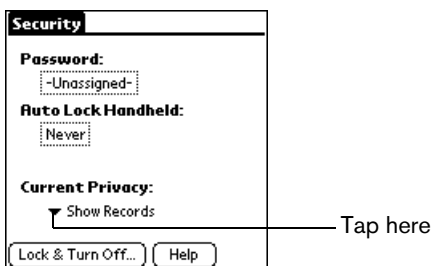 Security
Password:
-Unassigned-
Auto Lock Handheld:
Never
Current Privacy:
Show Records
Tap here
Lock & Turn Off... Help